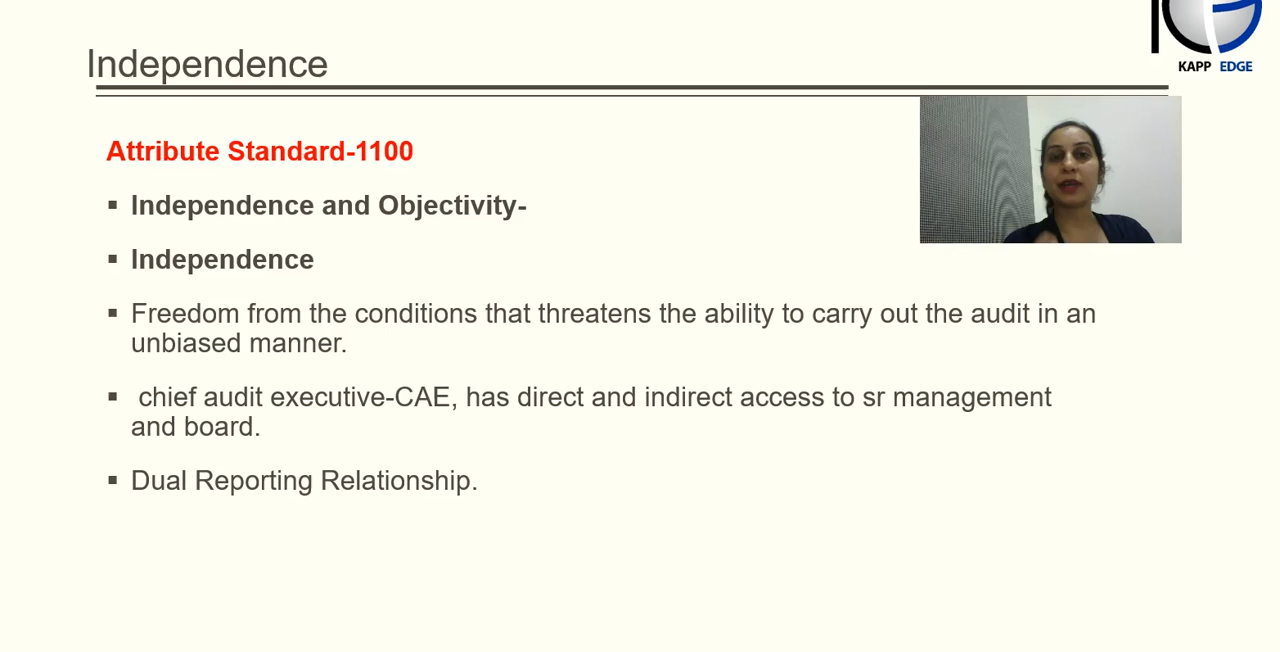 Independence
KAPP EDGE
Attribute Standard-1100
Independence and Objectivity-
Independence
Freedom from the conditions that threatens the ability to carry out the audit in an
unbiased manner.
chief audit executive-CAE, has direct and indirect access to sr management
and board.
Dual Reporting Relationship.